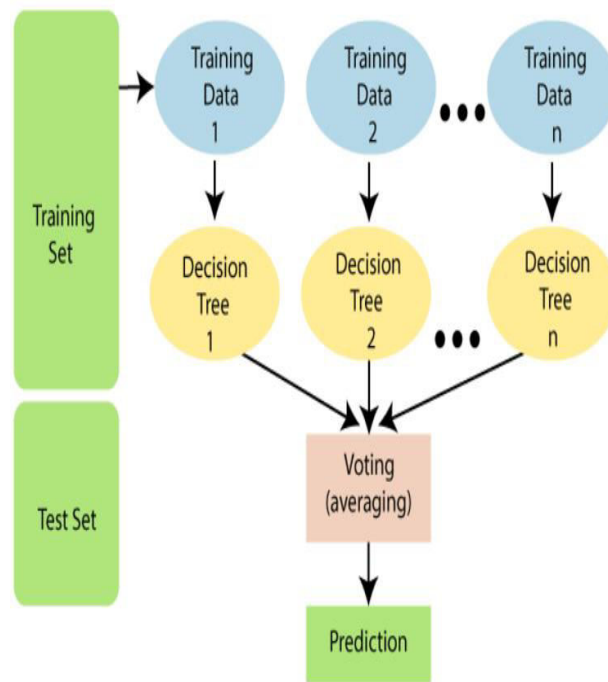 Training
Set
Training
Data
1
Training
Data
2
Training
Data
n
Decision
Tree
1
Decision
Tree
2
Decision
Tree
n
Test Set
Voting
(averaging)
Prediction